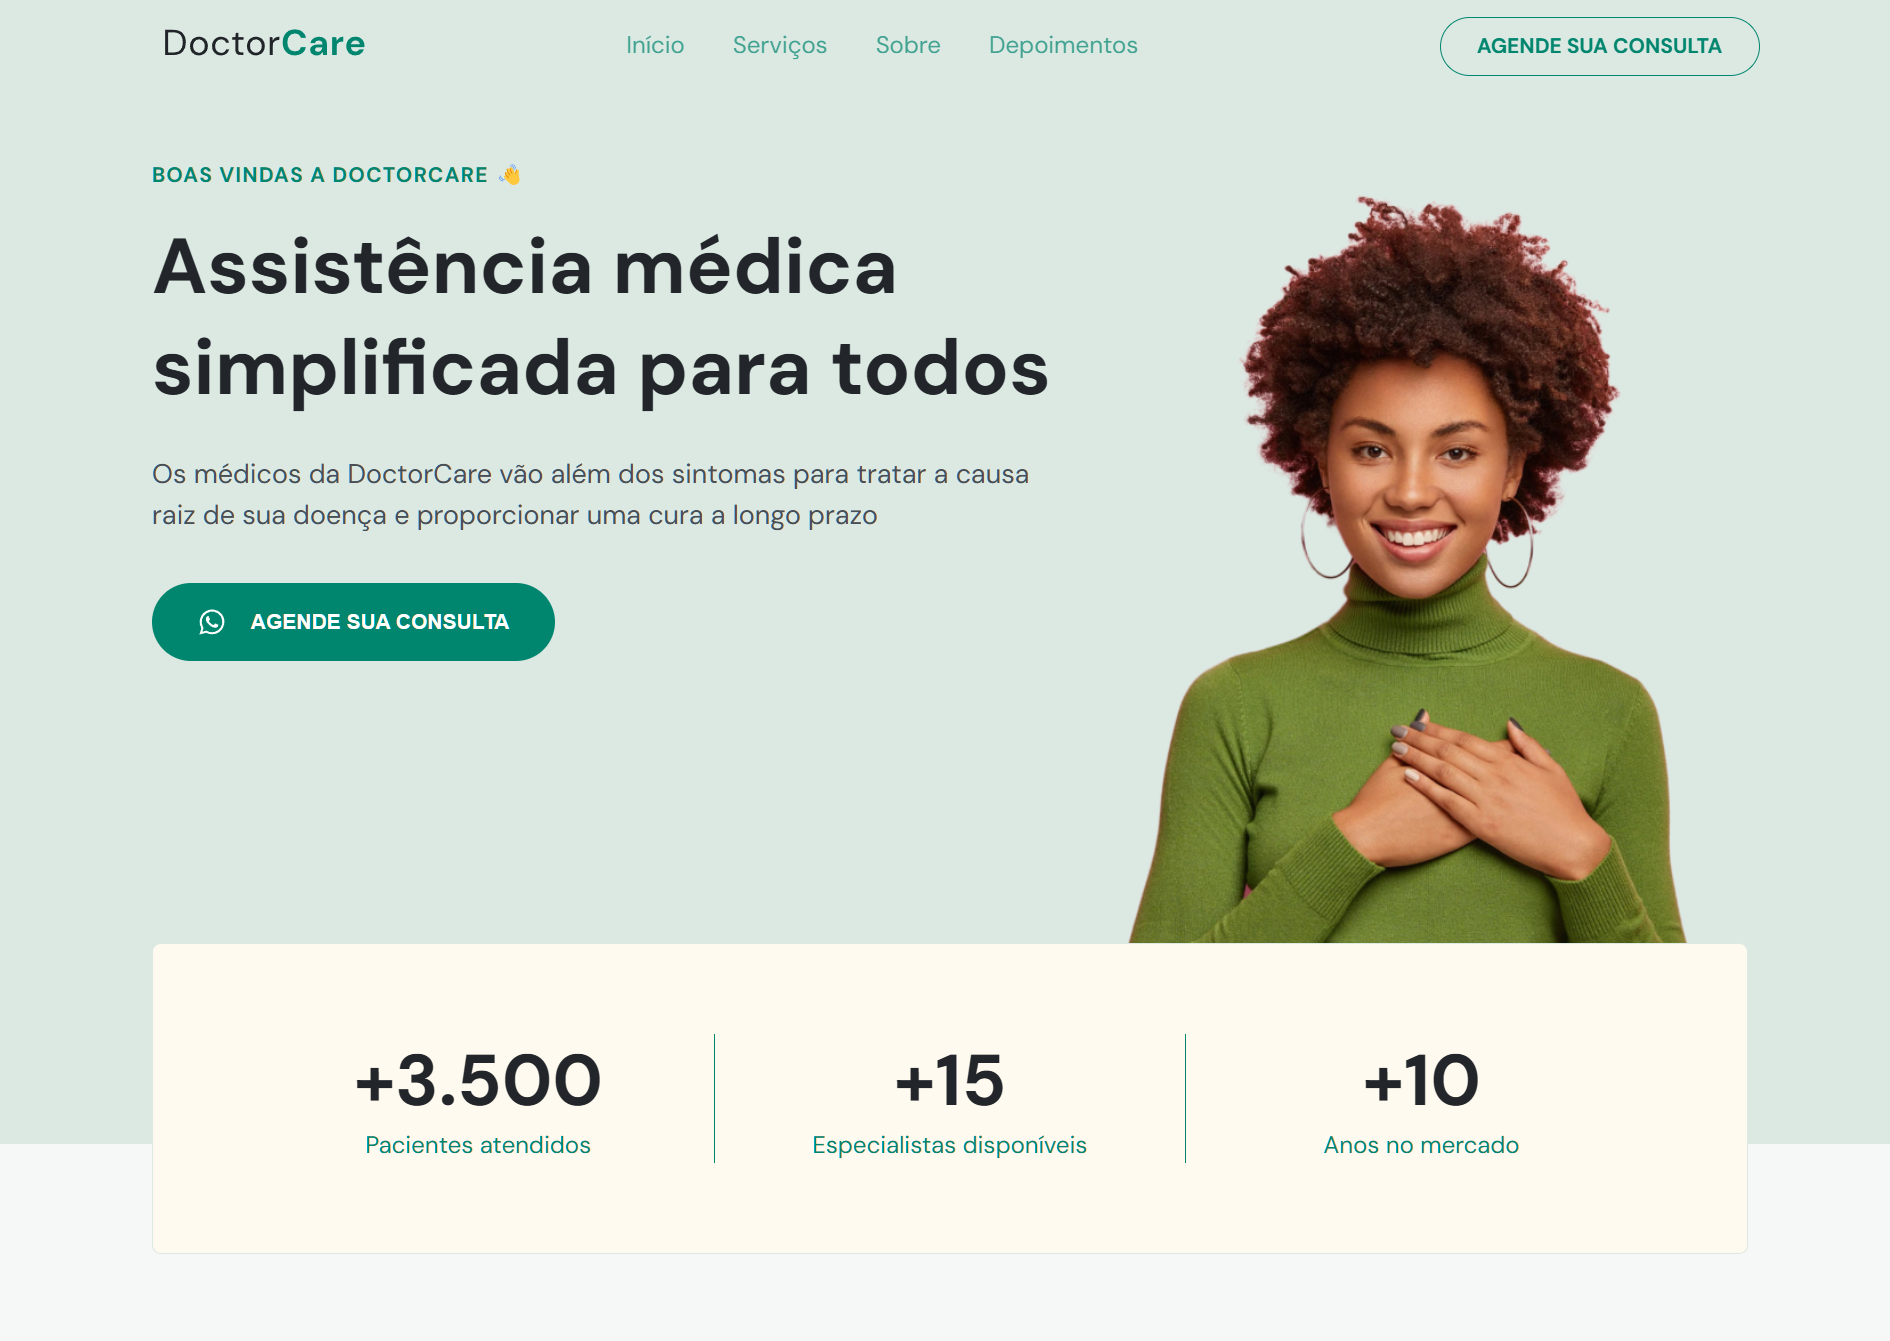 DoctorCare
Início Serviços Sobre Depoimentos
AGENDE SUA CONSULTA
BOAS VINDAS A DOCTORCARE 👋
Assistência médica
simplificada para todos
Os médicos da DoctorCare vão além dos sintomas para tratar a causa
raiz de sua doença e proporcionar uma cura a longo prazo
AGENDE SUA CONSULTA
+3.500
Pacientes atendidos
+15
Especialistas disponíveis
+10
Anos no mercado